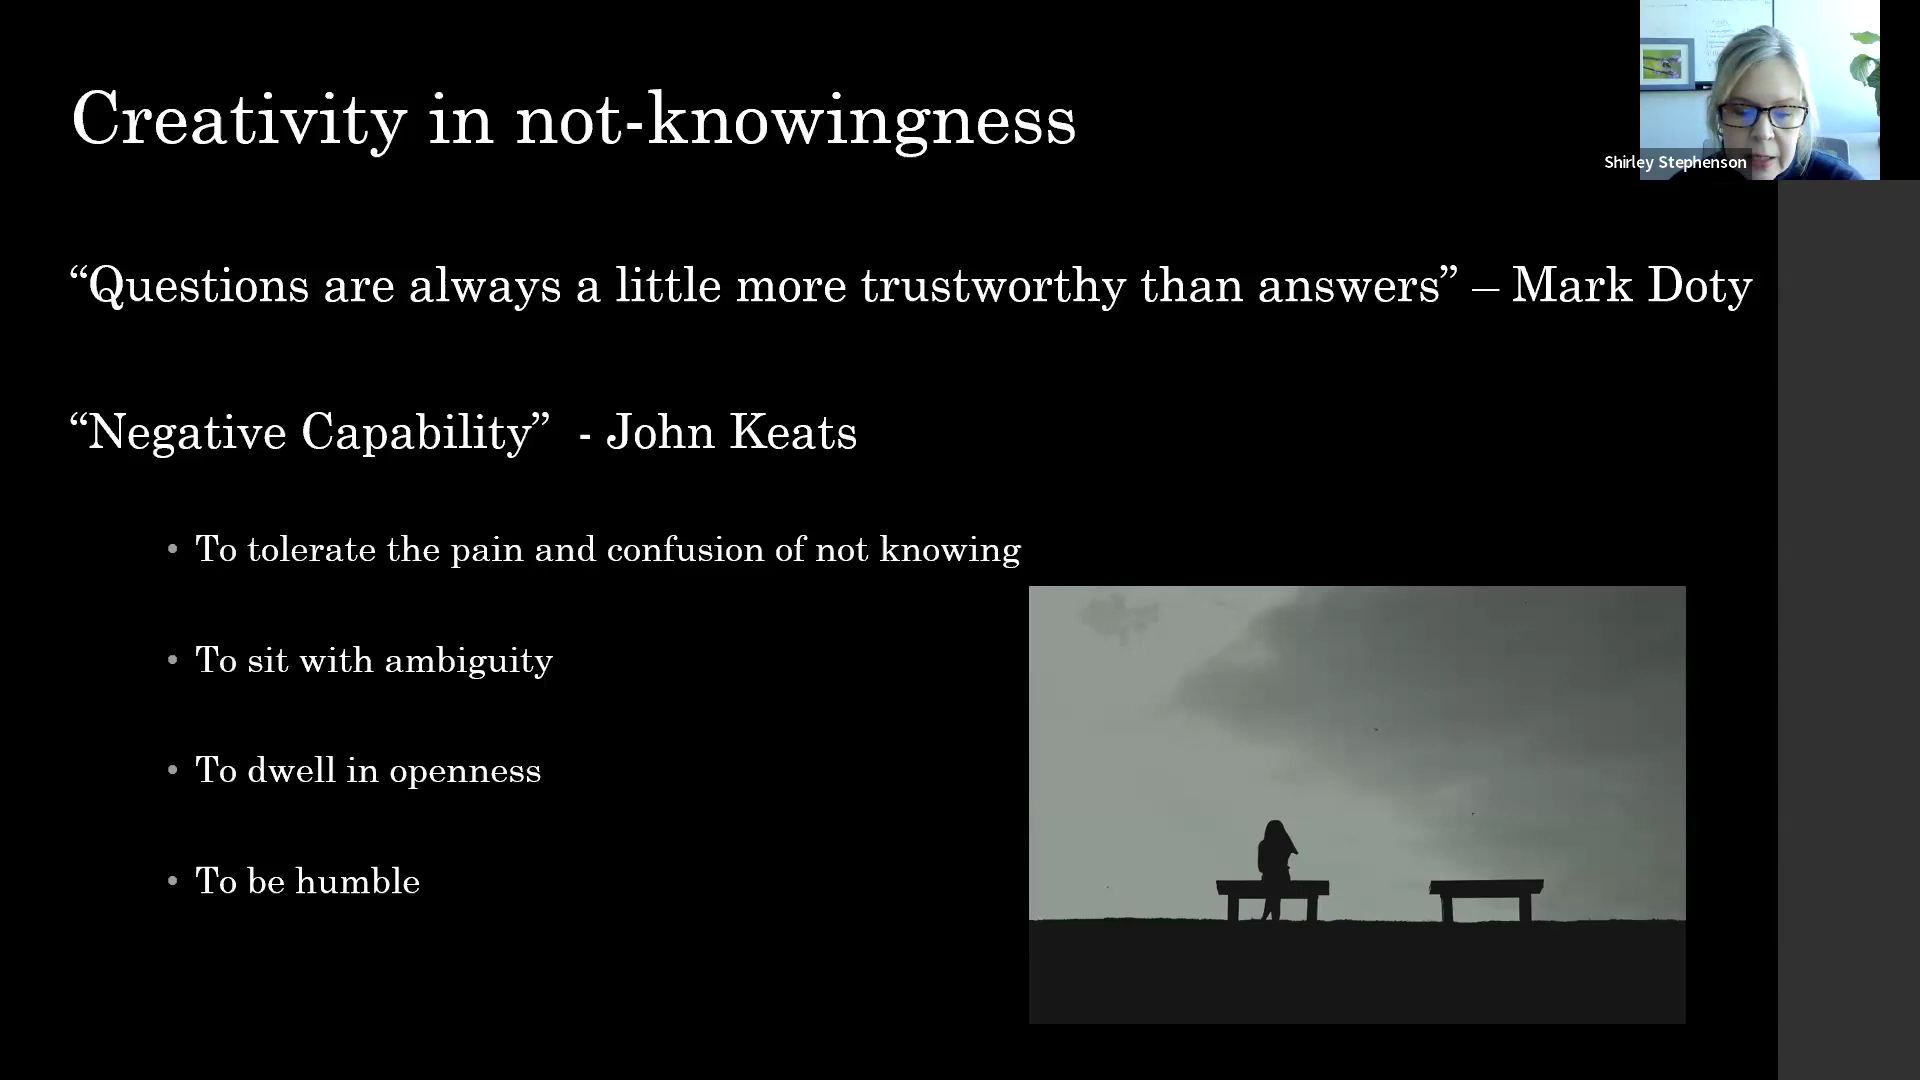 Creativity in not-knowingness
Shirley Stephenson
“Questions are always a little more trustworthy than answers” – Mark Doty
“Negative Capability”  - John Keats
• To tolerate the pain and confusion of not knowing
• To sit with ambiguity
• To dwell in openness
• To be humble